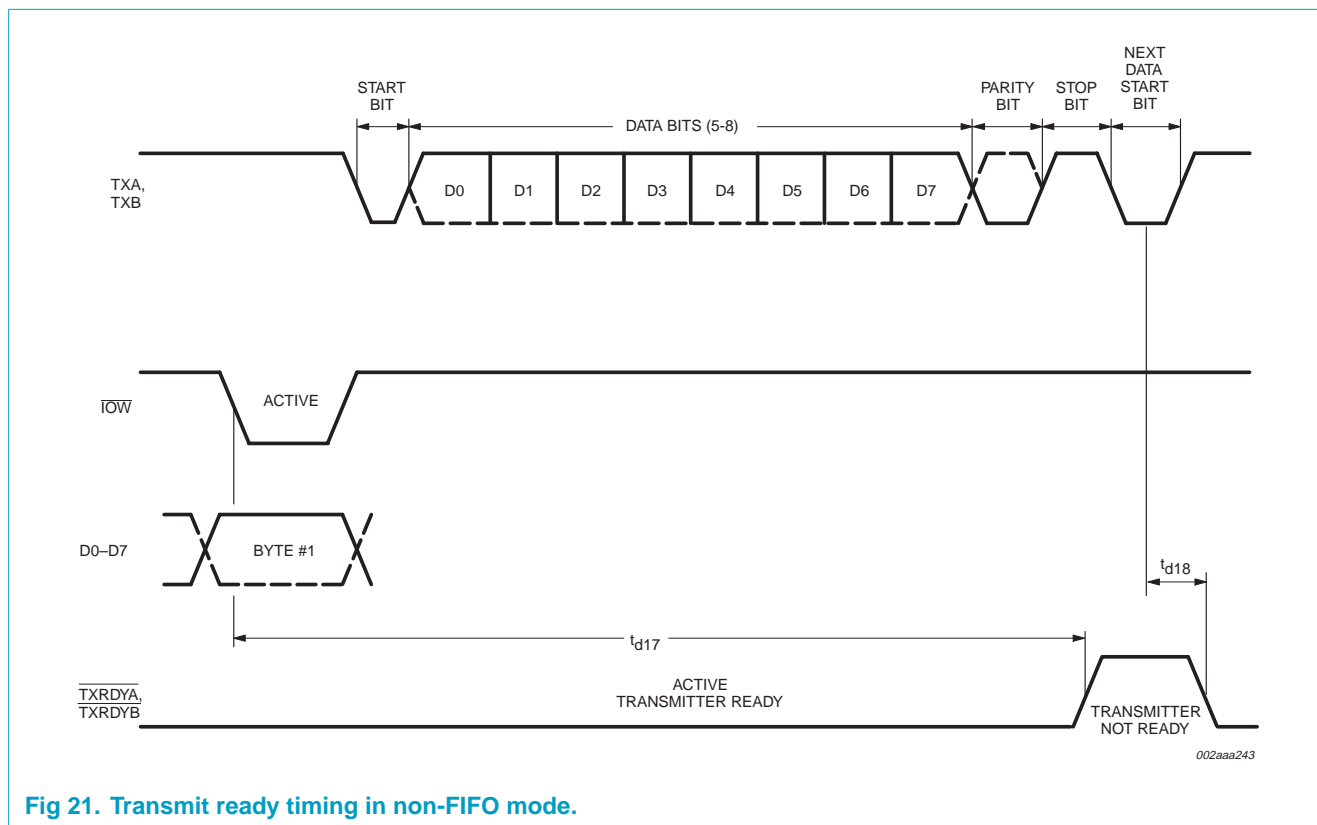 START
BIT
DATA BITS (5-8)
PARITY
BIT
STOP
BIT
NEXT
DATA
START
BIT
TXA,
TXB
D0
D1
D2
D3
D4
D5
D6
D7
IOW
ACTIVE
D0–D7
BYTE #1
td18
td17
TXRDYA,
TXRDYB
ACTIVE
TRANSMITTER READY
TRANSMITTER
NOT READY
002aaa243
Fig 21. Transmit ready timing in non-FIFO mode.